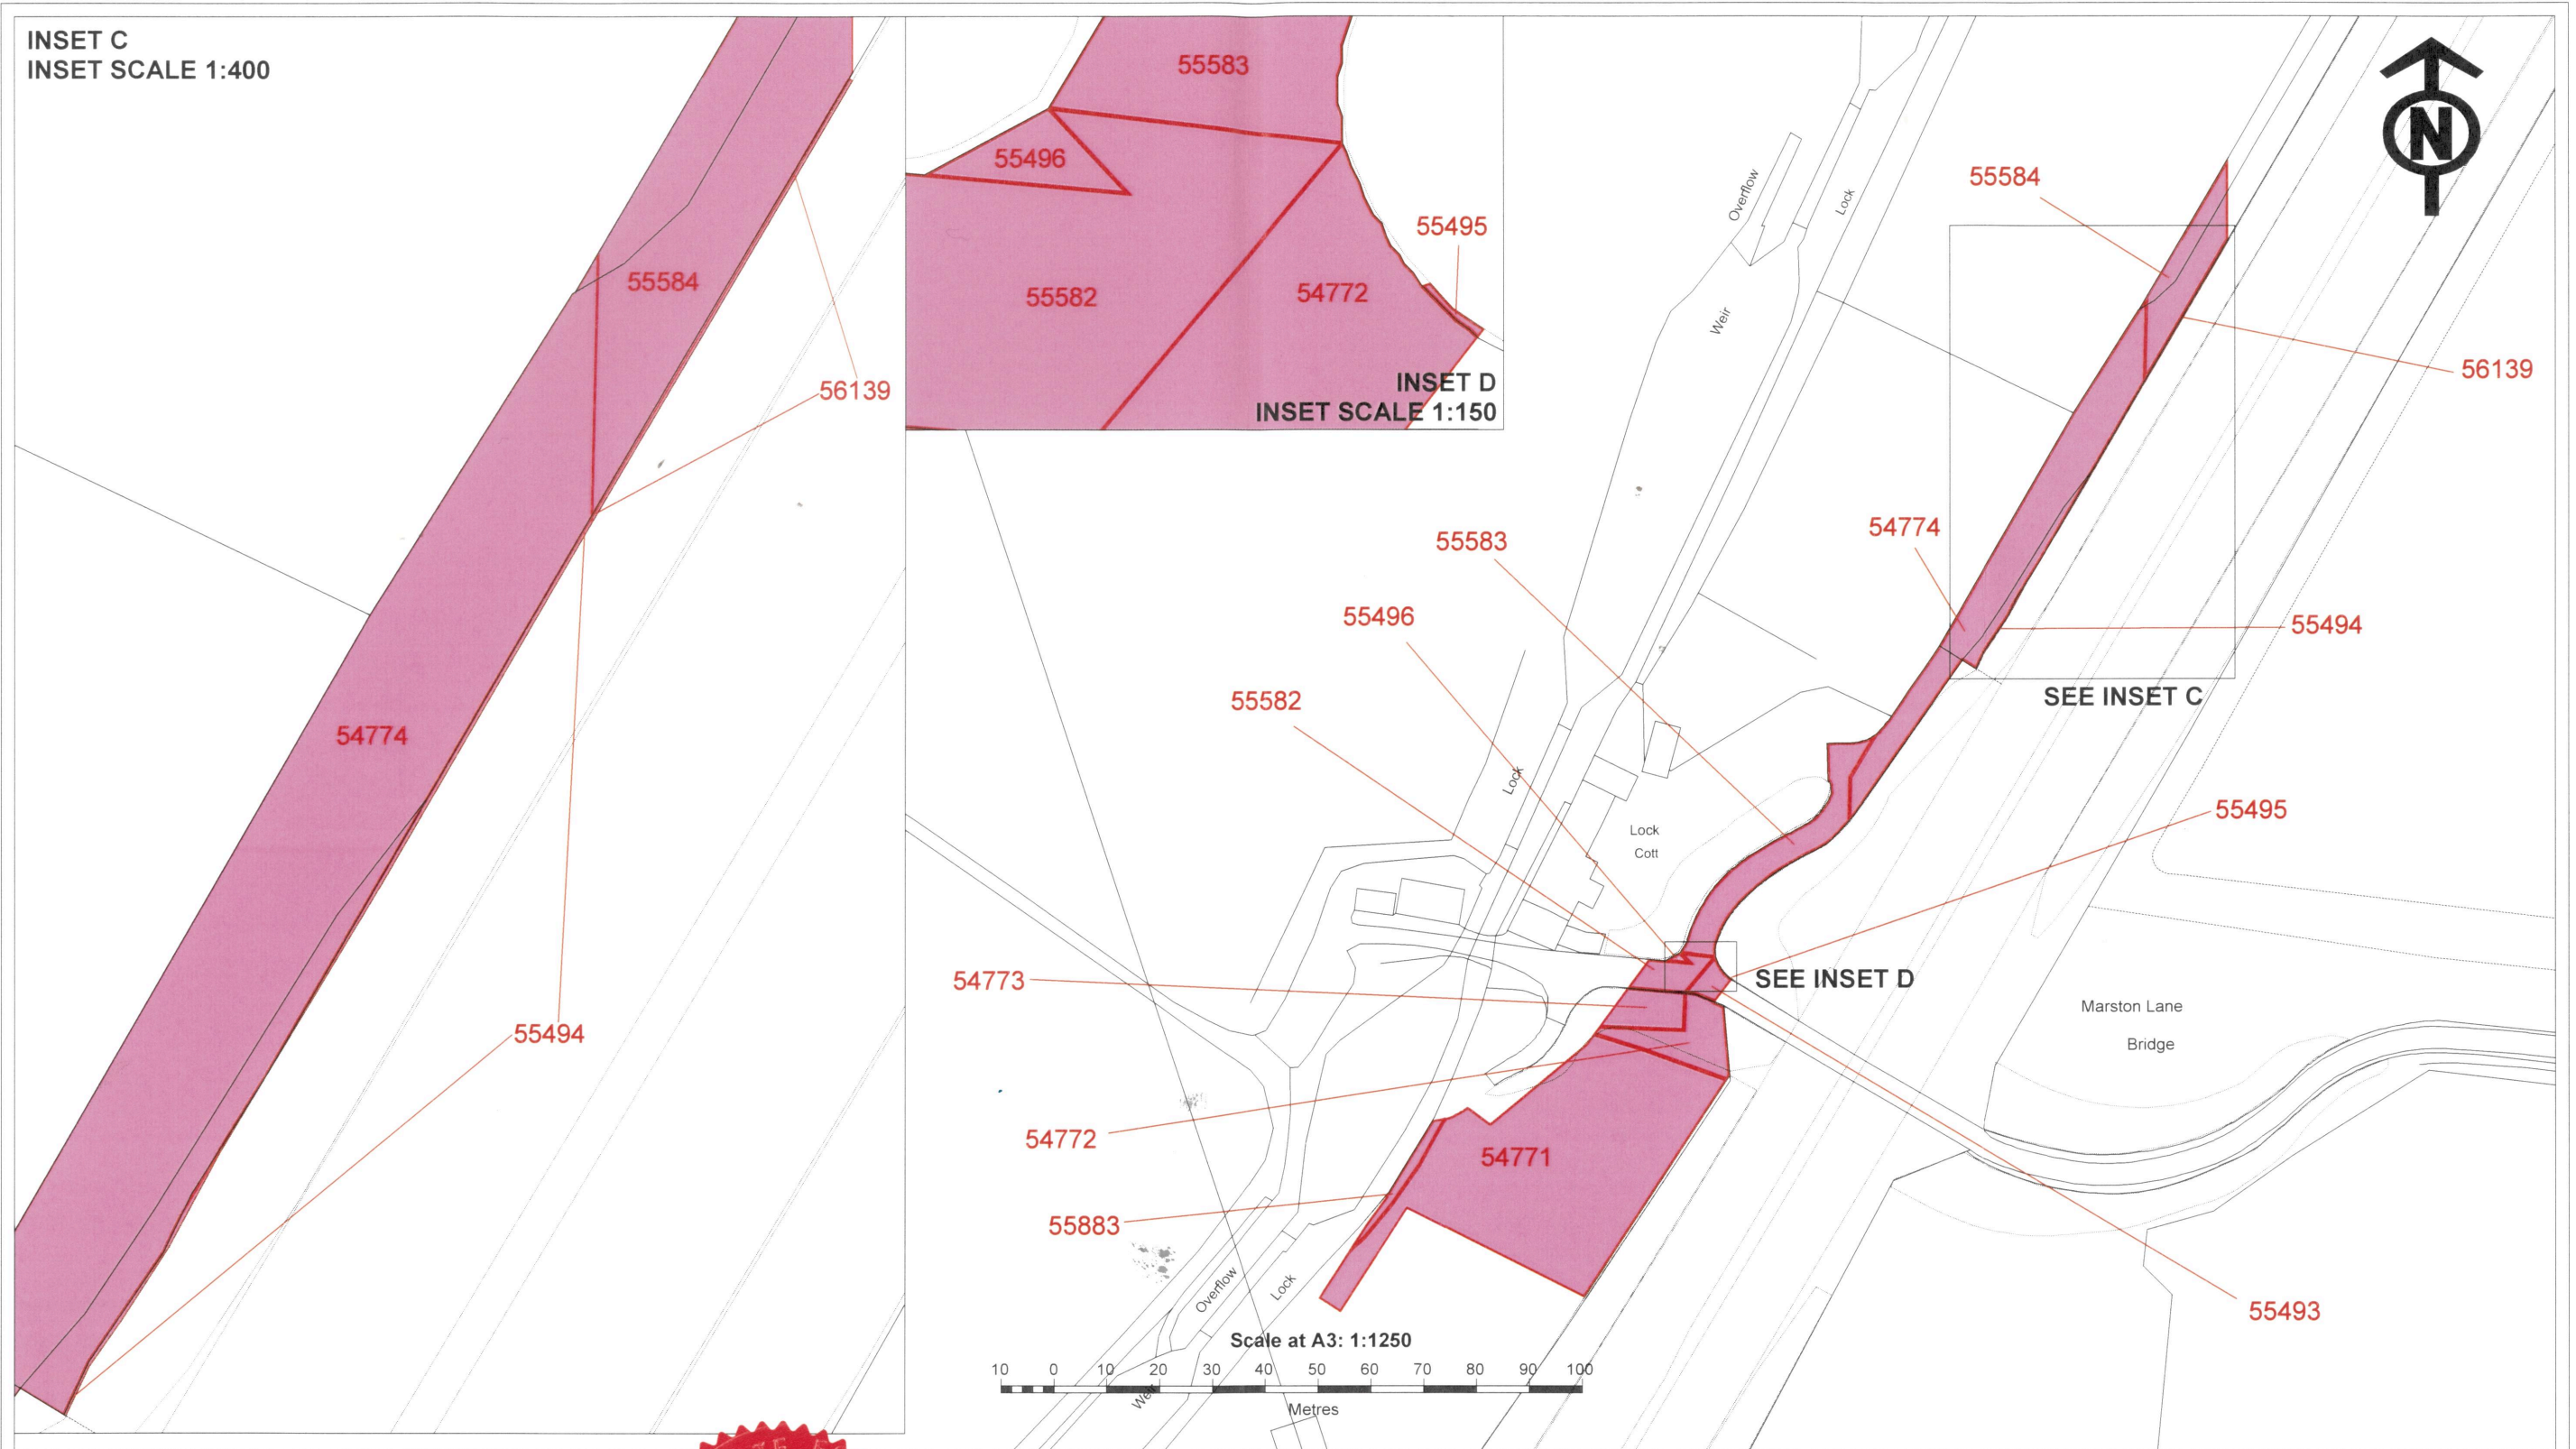 INSET C
INSET SCALE 1:400
55584
56139
54774
55494
55583
55496
55495
55582
54772
INSET D
INSET SCALE 1:150
N
Overflow
Lock
Weir
55584
56139
54774
55583
55496
55494
SEE INSET C
55582
Lock
55495
Lock
Cott
54773
SEE INSET D
Marston Lane
Bridge
54772
54771
55883
Overflow
Lock
55493
Scale at A3: 1:1250
10 0 10 20 30 40 50 60 70 80 90 100
Weir
Metres